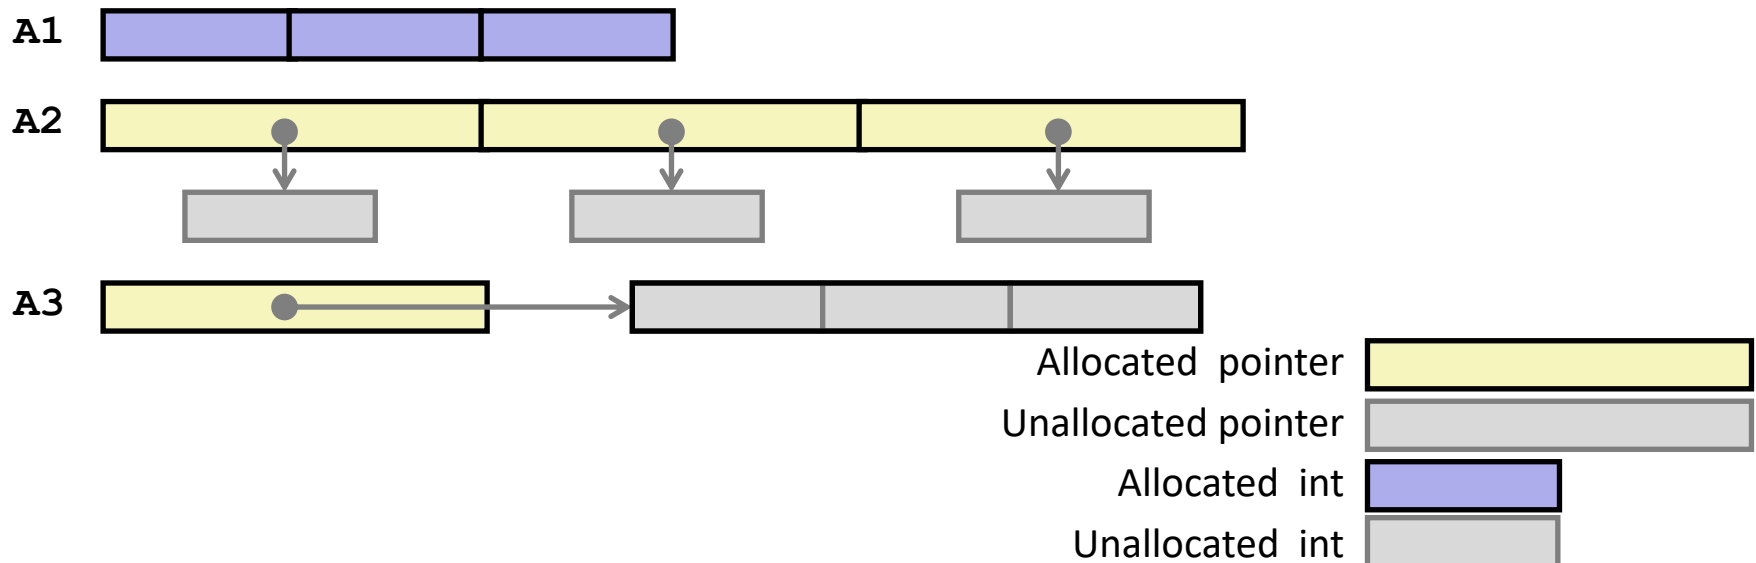 A1
A2
A3
Allocated pointer
Unallocated pointer
Allocated int
Unallocated int